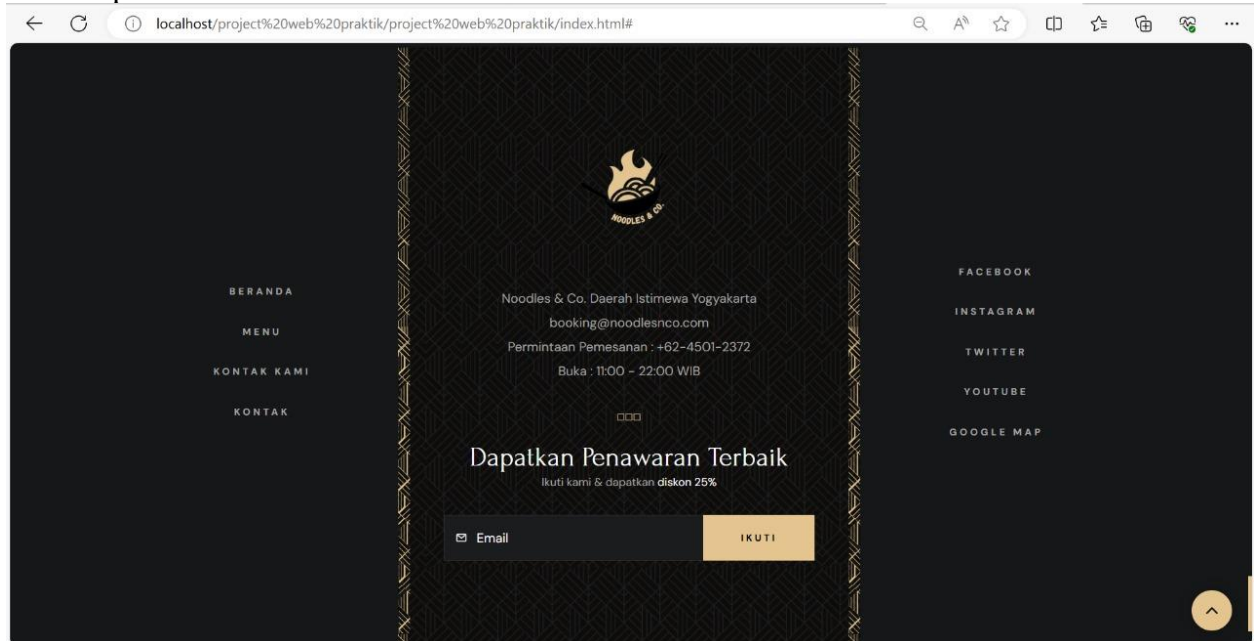 localhost/project%20web%20praktik/project%20web%20praktik/index.html#
NOODLES & CO.
BERANDA
MENU
KONTAK KAMI
KONTAK
Noodles & Co. Daerah Istimewa Yogyakarta
booking@noodlesnco.com
Permintaan Pemesanan : +62-4501-2372
Buka : 11:00 - 22:00 WIB
Dapatkan Penawaran Terbaik
Ikuti kami & dapatkan diskon 25%
Email
IKUTI
FACEBOOK
INSTAGRAM
TWITTER
YOUTUBE
GOOGLE MAP